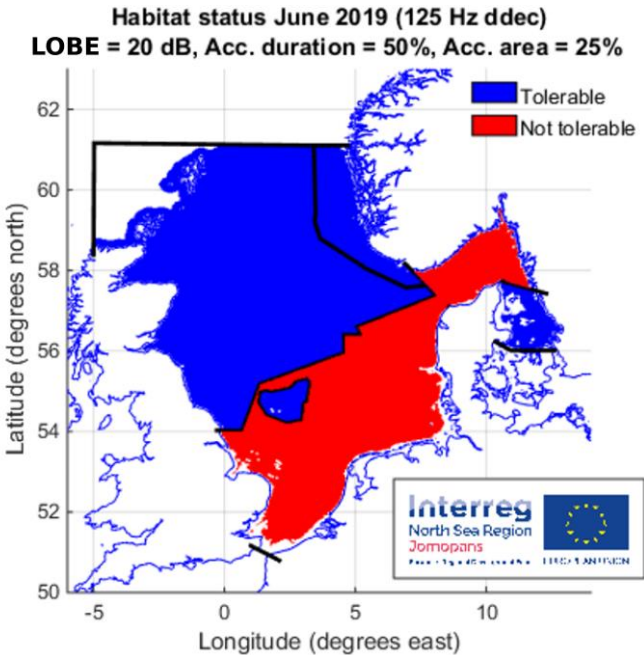 Habitat status June 2019 (125 Hz ddec)
LOBE = 20 dB, Acc. duration = 50%, Acc. area = 25%
Tolerable
Not tolerable
62
60
58
56
54
52
50
Latitude (degrees north)
-5 0 5 10
Longitude (degrees east)
Interreg
North Sea Region
Jomopans
EUROPEAN UNION